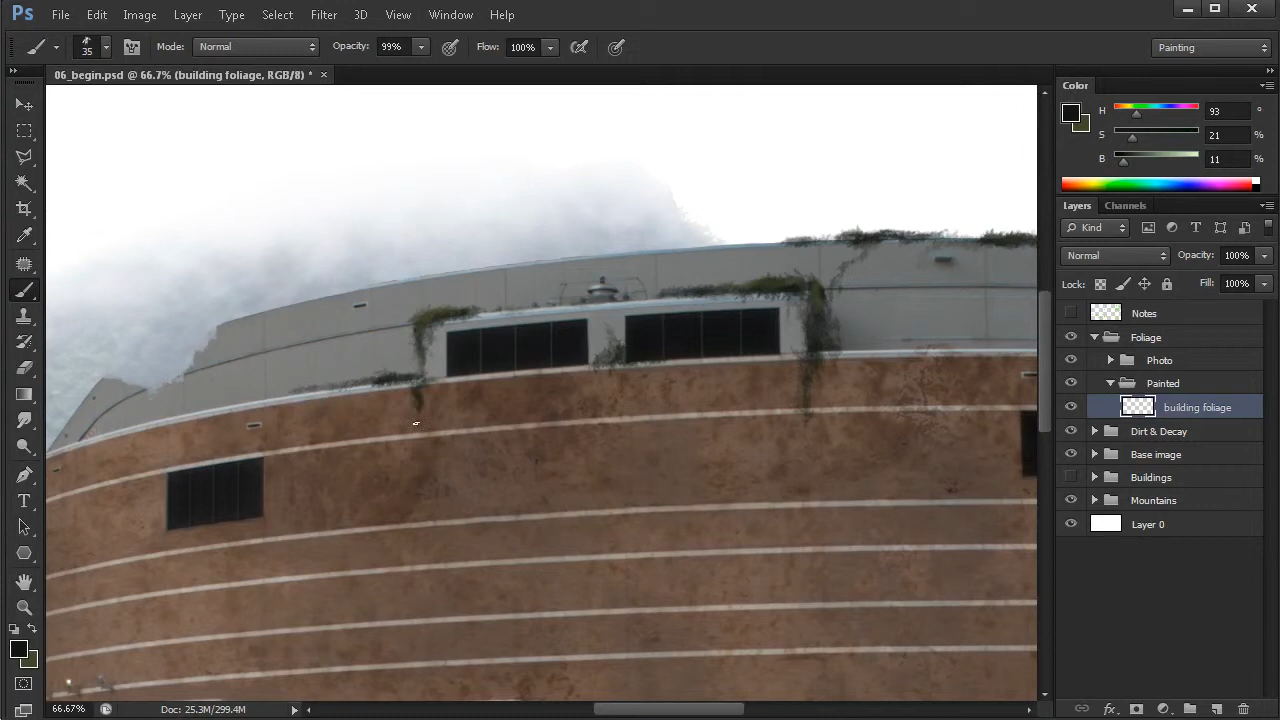 Ps File Edit Image Layer Type Select Filter 3D View Window Help
35 Mode: Normal Opacity: 99% Flow: 100% Painting
06_begin.psd @ 66.7% (building foliage, RGB/8) * ×
Color
H 93 °
S 21 %
B 11 %
Layers Channels
Kind
Normal Opacity: 100%
Lock: Fill: 100%
Notes
Foliage
Photo
Painted
building foliage
Dirt & Decay
Base image
Buildings
Mountains
Layer 0
66.67% Doc: 25.3M/299.4M